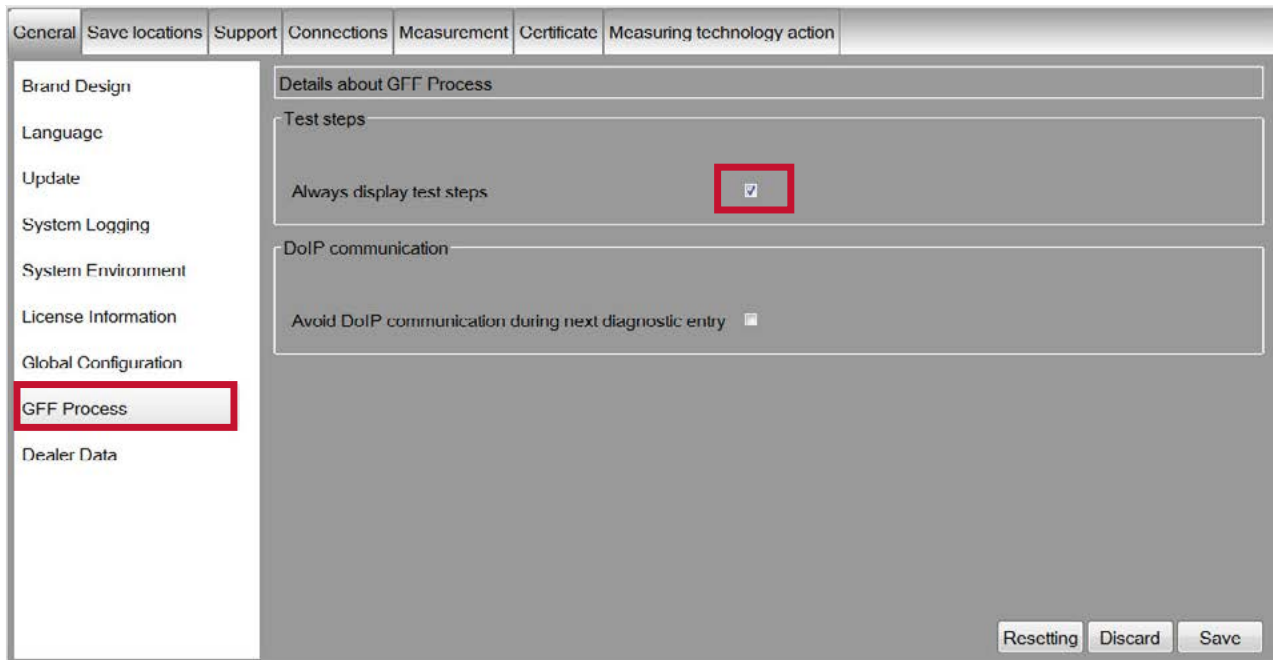 General Save locations Support Connections Measurement Certificate Measuring technology action
Brand Design
Language
Update
System Logging
System Environment
License Information
Global Configuration
GFF Process
Dealer Data
Details about GFF Process
Test steps
Always display test steps
DoIP communication
Avoid DoIP communication during next diagnostic entry
Resetting Discard Save